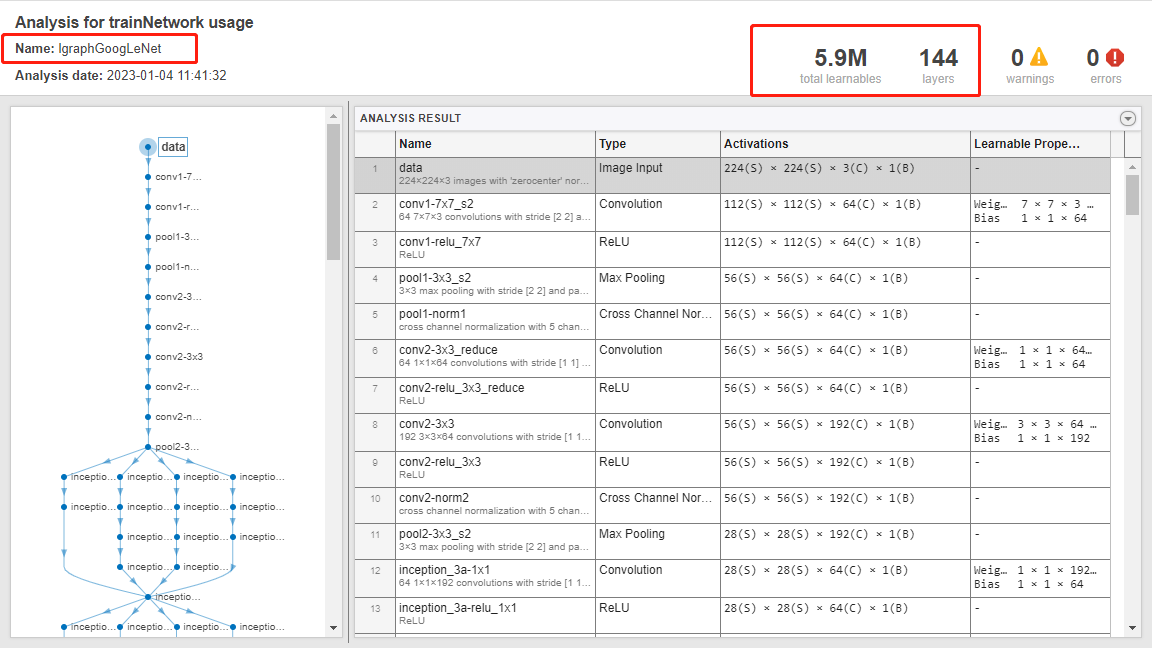 Analysis for trainNetwork usage
Name: lgraphGoogLeNet
Analysis date: 2023-01-04 11:41:32
5.9M
total learnables
144
layers
0
warnings
0
errors
data
conv1-7...
conv1-r...
pool1-3...
pool1-n...
conv2-3...
conv2-r...
conv2-3x3
conv2-r...
conv2-n...
pool2-3...
inceptio... inceptio... inceptio... inceptio...
inceptio... inceptio... inceptio... inceptio...
inceptio... inceptio... inceptio...
inceptio... inceptio...
inceptio...
inceptio... inceptio... inceptio... inceptio...
ANALYSIS RESULT
Name Type Activations Learnable Prope...
1 data Image Input 224(S) × 224(S) × 3(C) × 1(B) -
224×224×3 images with 'zerocenter' nor...
2 conv1-7x7_s2 Convolution 112(S) × 112(S) × 64(C) × 1(B) Weig... 7 × 7 × 3 ...
64 7×7×3 convolutions with stride [2 2] a... Bias 1 × 1 × 64
3 conv1-relu_7x7 ReLU 112(S) × 112(S) × 64(C) × 1(B) -
ReLU
4 pool1-3x3_s2 Max Pooling 56(S) × 56(S) × 64(C) × 1(B) -
3×3 max pooling with stride [2 2] and pa...
5 pool1-norm1 Cross Channel Nor... 56(S) × 56(S) × 64(C) × 1(B) -
cross channel normalization with 5 chan...
6 conv2-3x3_reduce Convolution 56(S) × 56(S) × 64(C) × 1(B) Weig... 1 × 1 × 64...
64 1×1×64 convolutions with stride [1 1] ... Bias 1 × 1 × 64
7 conv2-relu_3x3_reduce ReLU 56(S) × 56(S) × 64(C) × 1(B) -
ReLU
8 conv2-3x3 Convolution 56(S) × 56(S) × 192(C) × 1(B) Weig... 3 × 3 × 64 ...
192 3×3×64 convolutions with stride [1 1... Bias 1 × 1 × 192
9 conv2-relu_3x3 ReLU 56(S) × 56(S) × 192(C) × 1(B) -
ReLU
10 conv2-norm2 Cross Channel Nor... 56(S) × 56(S) × 192(C) × 1(B) -
cross channel normalization with 5 chan...
11 pool2-3x3_s2 Max Pooling 28(S) × 28(S) × 192(C) × 1(B) -
3×3 max pooling with stride [2 2] and pa...
12 inception_3a-1x1 Convolution 28(S) × 28(S) × 64(C) × 1(B) Weig... 1 × 1 × 192...
64 1×1×192 convolutions with stride [1 1... Bias 1 × 1 × 64
13 inception_3a-relu_1x1 ReLU 28(S) × 28(S) × 64(C) × 1(B) -
ReLU